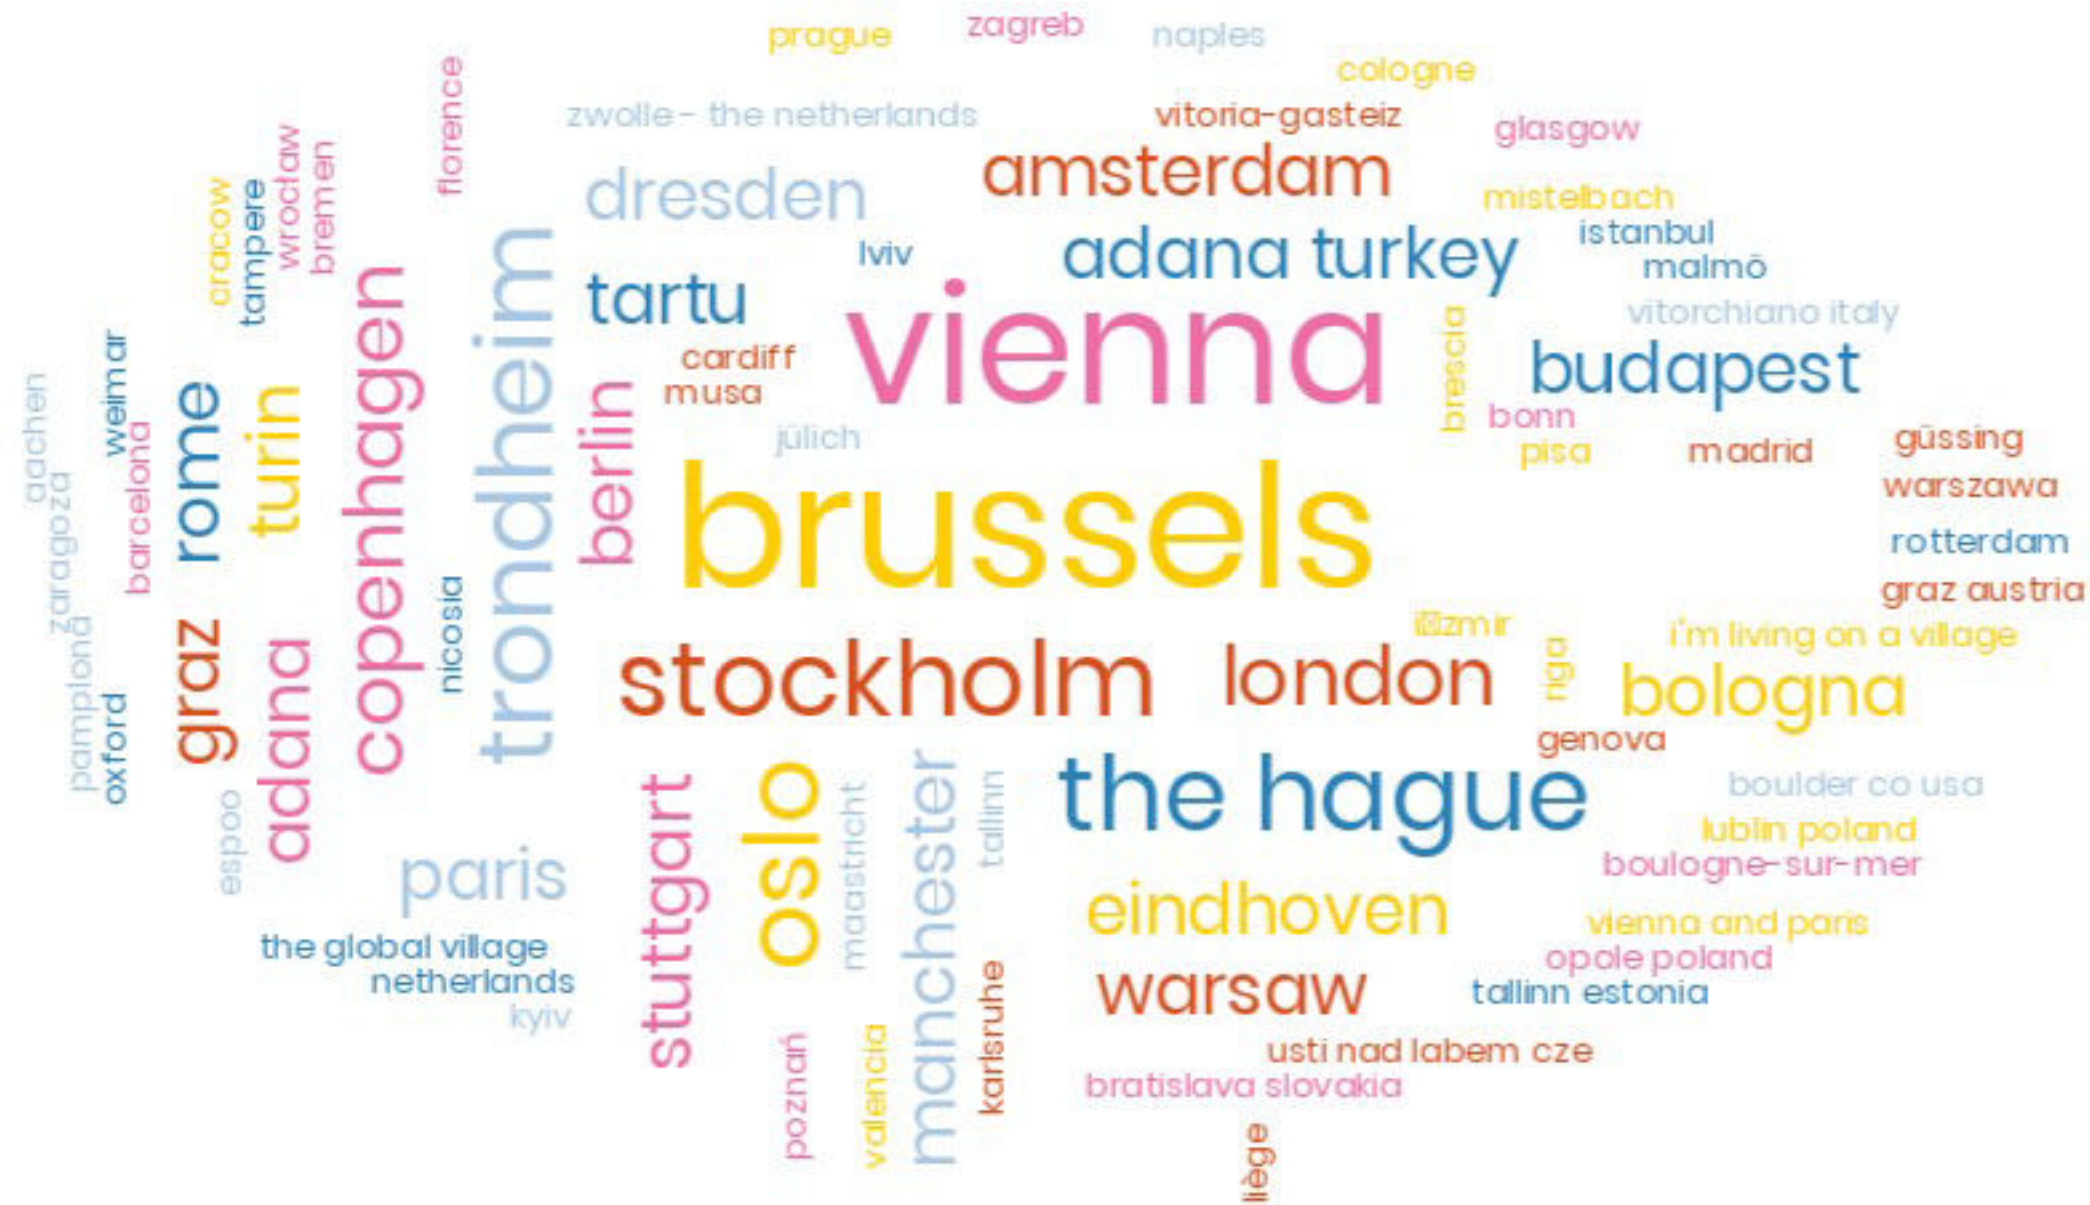 prague
zagreb
naples
cologne
florence
zwolle- the netherlands
vitoria-gasteiz
glasgow
amsterdam
dresden
mistelbach
wrocław
bremen
tampere
aracow
istanbul
lviv
adana turkey
malmö
tartu
vienna
vitorchiano italy
copenhagen
trondheim
cardiff
musa
brescia
budapest
bonn
pisa
madrid
güssing
warszawa
weimar
aachen
barcelona
zaragoza
rome
turin
berlin
jülich
brussels
rotterdam
graz austria
nicosia
pamplona
oxford
graz
adana
stockholm
london
zmir
riga
i'm living on a village
bologna
genova
the hague
boulder co usa
lublin poland
boulogne-sur-mer
espoo
paris
stuttgart
oslo
maastricht
manchester
tallinn
eindhoven
vienna and paris
opole poland
the global village
netherlands
kyiv
warsaw
tallinn estonia
karlsruhe
poznań
valencia
usti nad labem cze
bratislava slovakia
liège